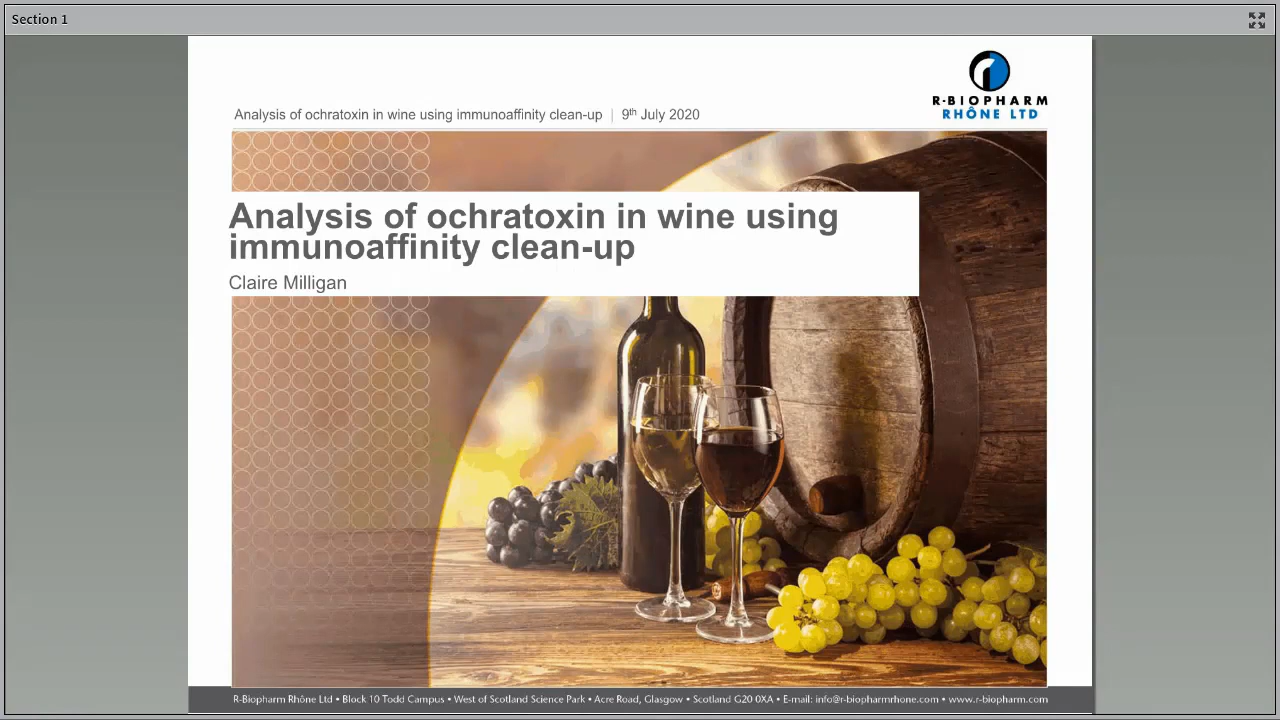 Section 1
R-BIOPHARM
RHÔNE LTD
Analysis of ochratoxin in wine using immunoaffinity clean-up | 9th July 2020
Analysis of ochratoxin in wine using
immunoaffinity clean-up
Claire Milligan
R-Biopharm Rhône Ltd • Block 10 Todd Campus • West of Scotland Science Park • Acre Road, Glasgow • Scotland G20 0XA • E-mail: info@r-biopharmrhone.com • www.r-biopharm.com